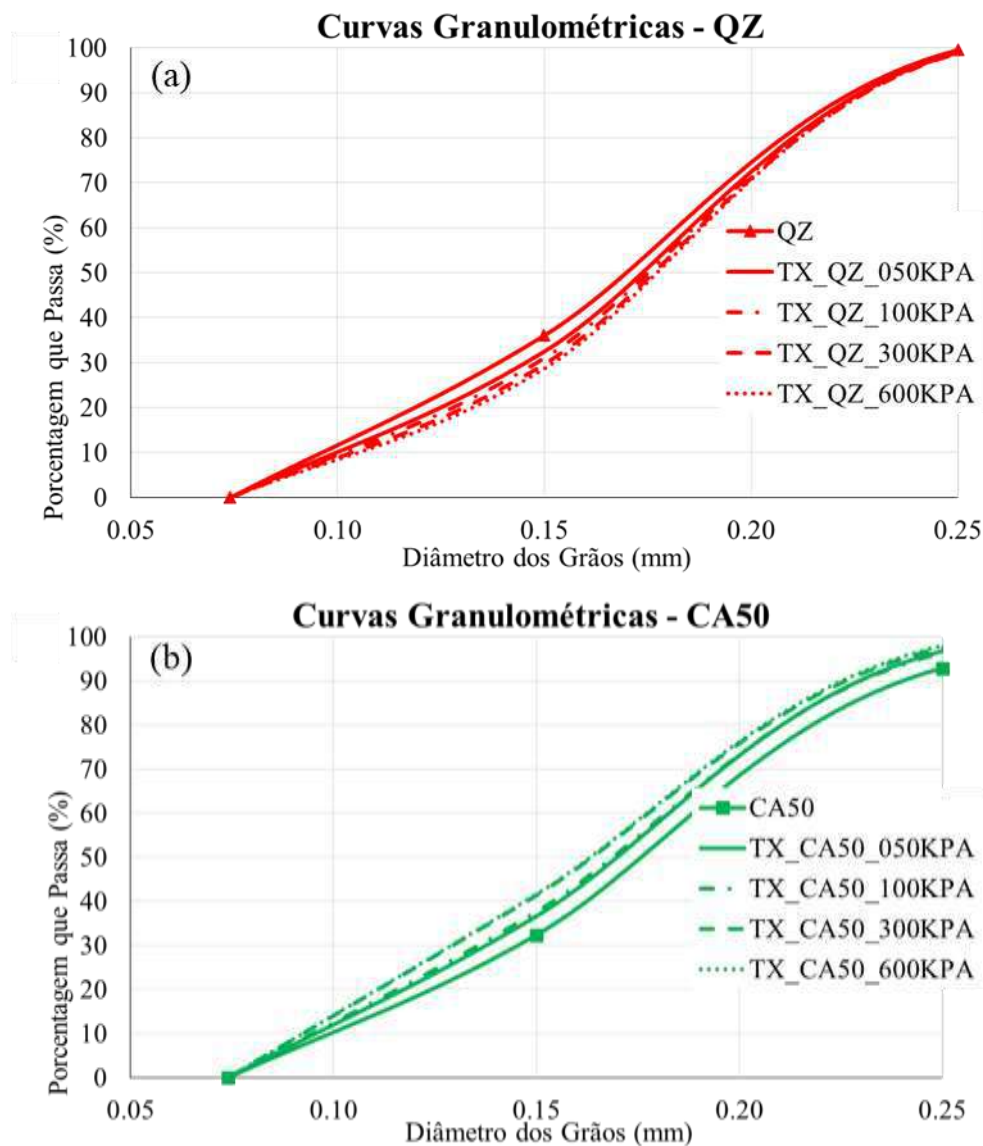 Curvas Granulométricas - QZ
(a)
Porcentagem que Passa (%)
100
90
80
70
60
50
40
30
20
10
0
QZ
TX_QZ_050KPA
TX_QZ_100KPA
TX_QZ_300KPA
TX_QZ_600KPA
0.05 0.10 0.15 0.20 0.25
Diâmetro dos Grãos (mm)
Curvas Granulométricas - CA50
(b)
Porcentagem que Passa (%)
100
90
80
70
60
50
40
30
20
10
0
CA50
TX_CA50_050KPA
TX_CA50_100KPA
TX_CA50_300KPA
TX_CA50_600KPA
0.05 0.10 0.15 0.20 0.25
Diâmetro dos Grãos (mm)